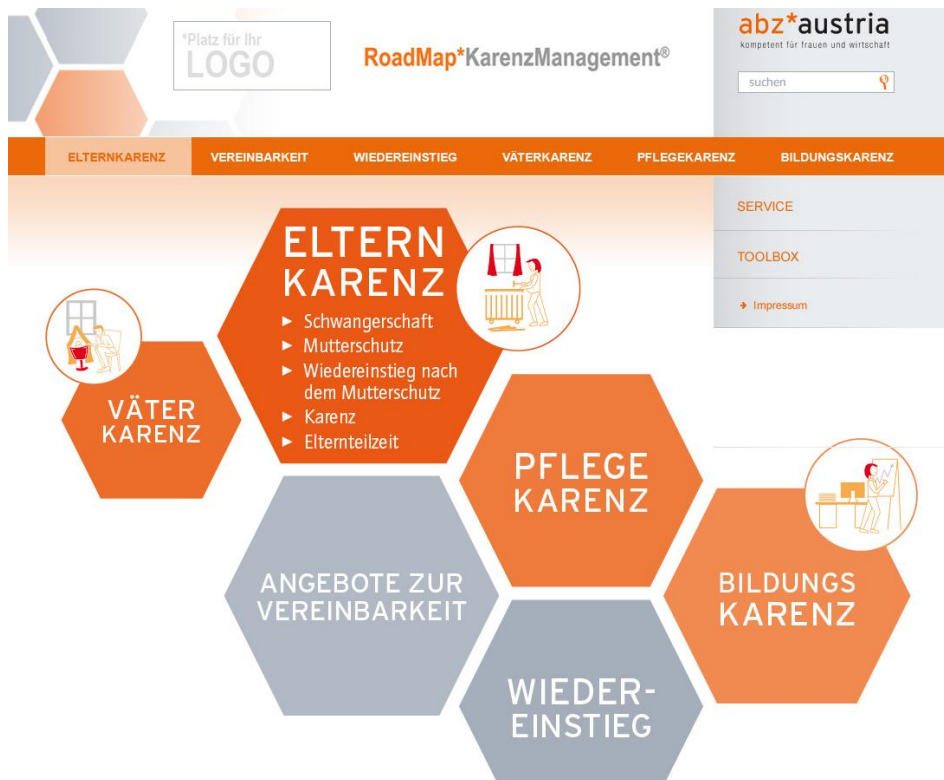 *Platz für Ihr
LOGO
RoadMap*KarenzManagement®
abz*austria
kompetent für frauen und wirtschaft
suchen
ELTERNKARENZ VEREINBARKEIT WIEDEREINSTIEG VÄTERKARENZ PFLEGEKARENZ BILDUNGSKARENZ
SERVICE
TOOLBOX
Impressum
ELTERN
KARENZ
► Schwangerschaft
► Mutterschutz
► Wiedereinstieg nach
dem Mutterschutz
► Karenz
► Elternteilzeit
VÄTER
KARENZ
PFLEGE
KARENZ
ANGEBOTE ZUR
VEREINBARKEIT
BILDUNGS
KARENZ
WIEDER-
EINSTIEG